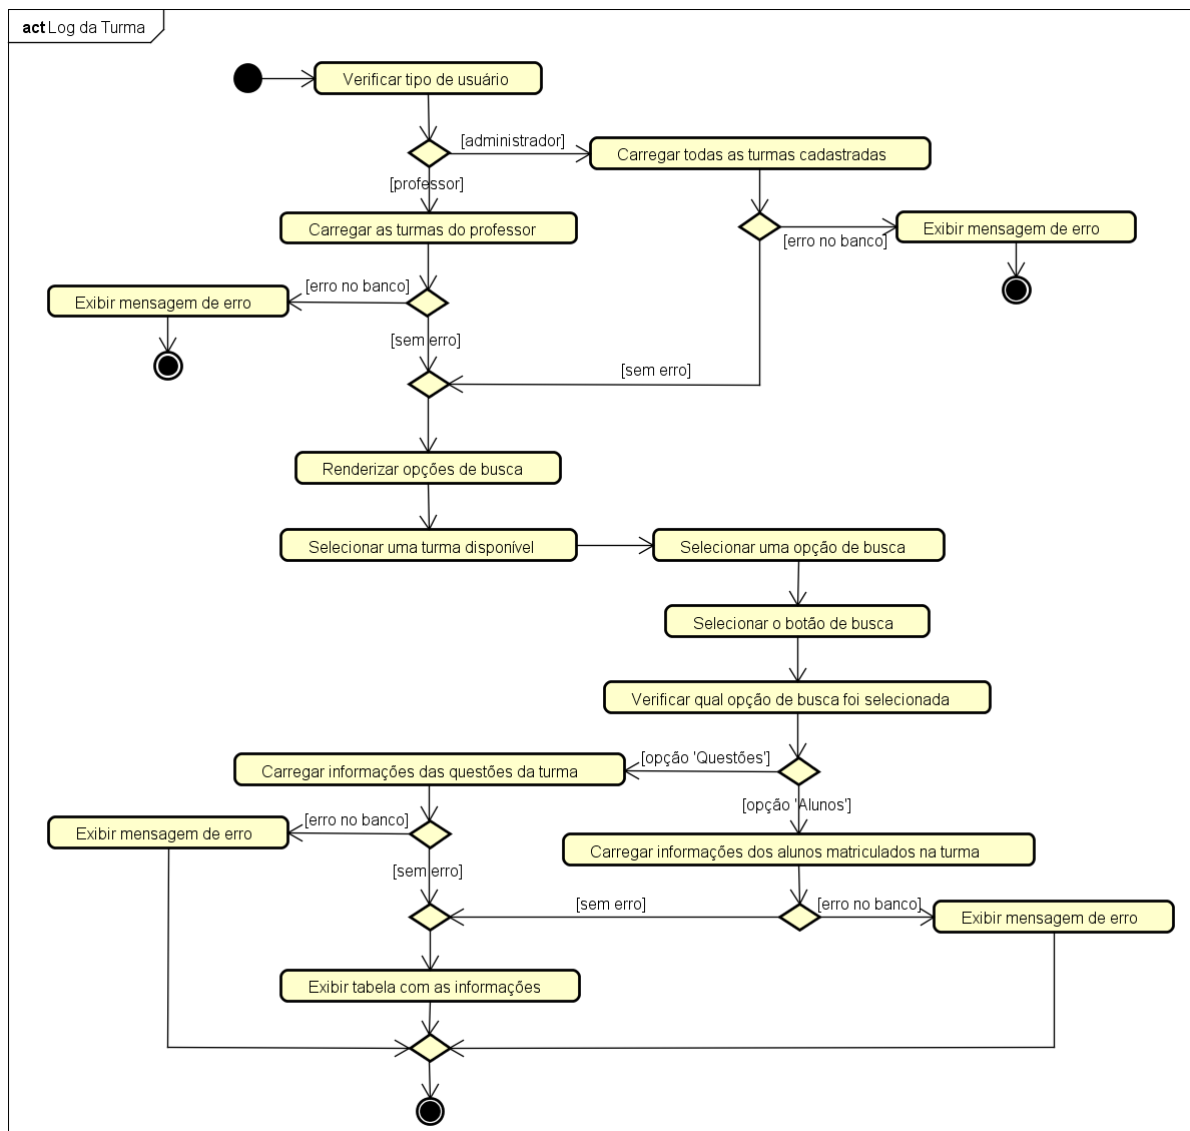 act Log da Turma
Verificar tipo de usuário
[administrador]
Carregar todas as turmas cadastradas
[professor]
Carregar as turmas do professor
[erro no banco]
Exibir mensagem de erro
[erro no banco]
Exibir mensagem de erro
[sem erro]
[sem erro]
Renderizar opções de busca
Selecionar uma turma disponível
Selecionar uma opção de busca
Selecionar o botão de busca
Verificar qual opção de busca foi selecionada
[opção 'Questões']
Carregar informações das questões da turma
[opção 'Alunos']
[erro no banco]
Exibir mensagem de erro
Carregar informações dos alunos matriculados na turma
[sem erro]
[sem erro]
[erro no banco]
Exibir mensagem de erro
Exibir tabela com as informações